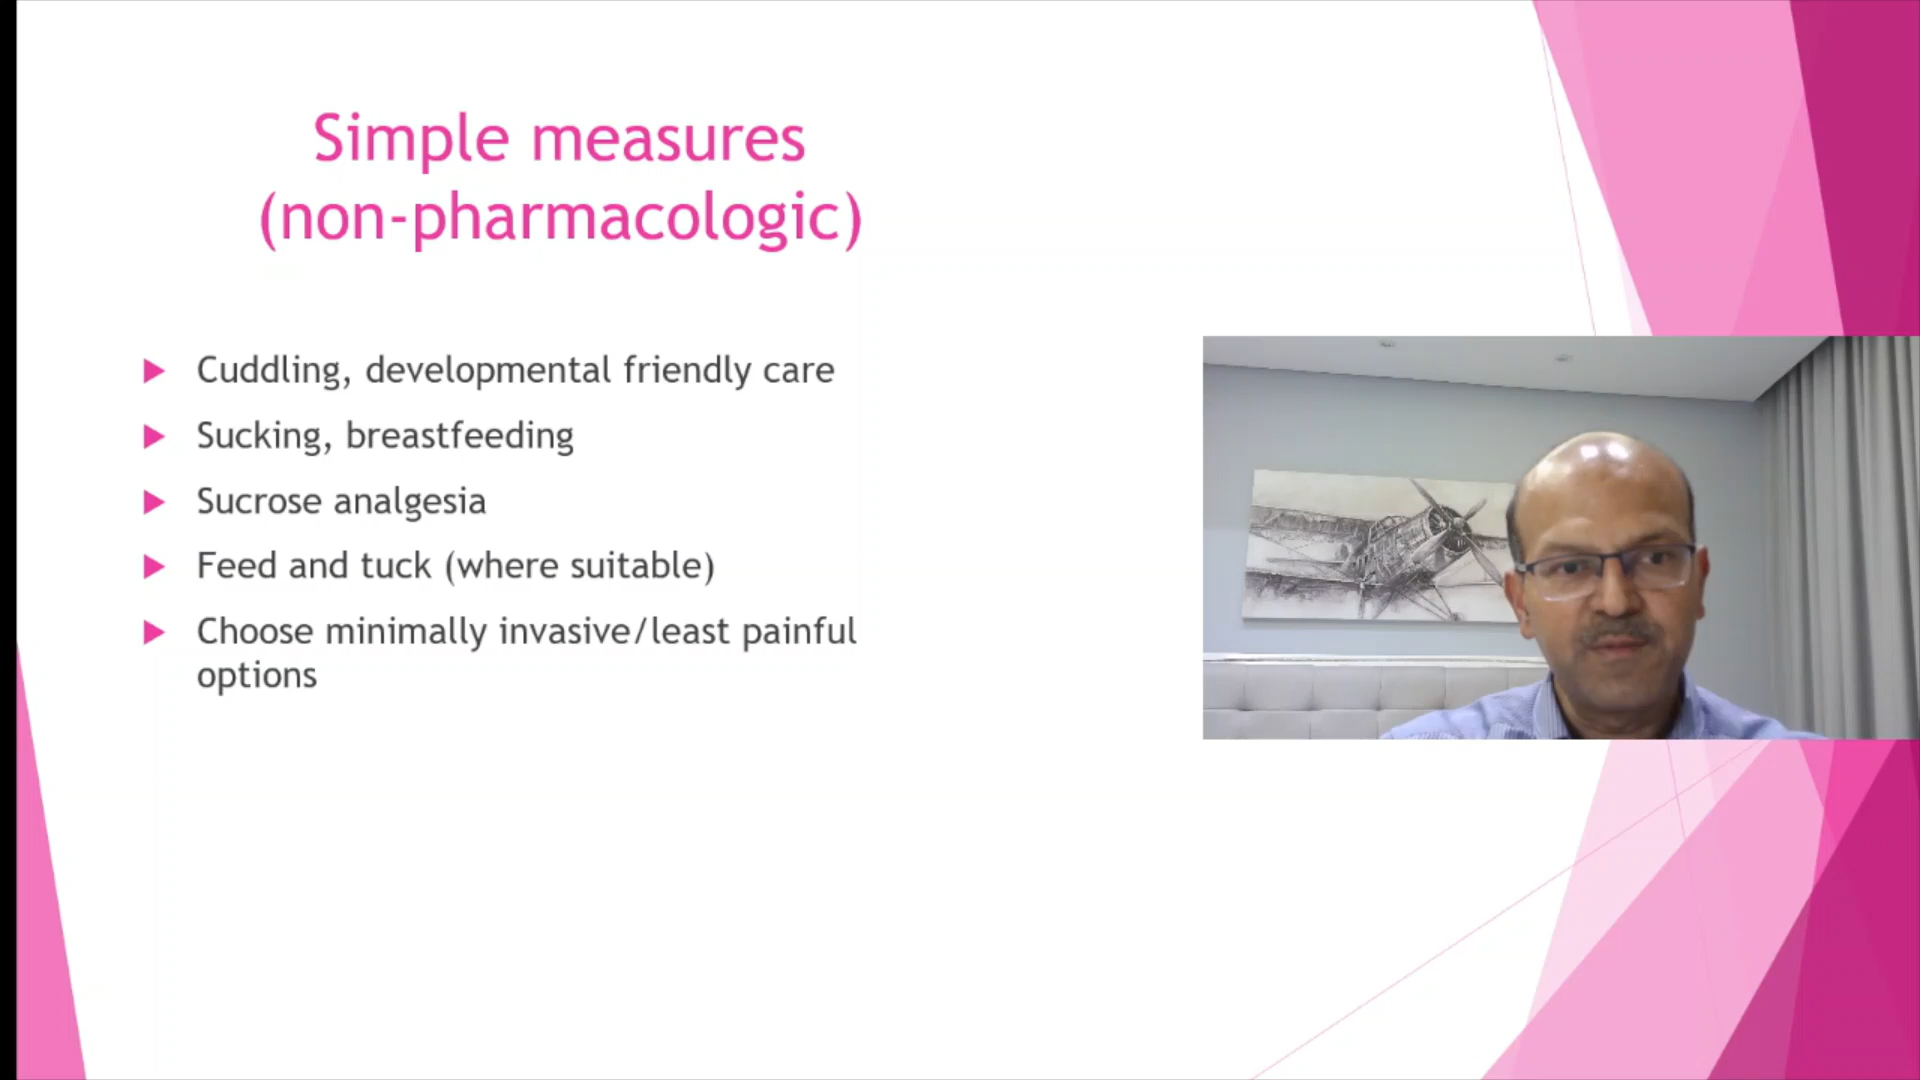 Simple measures
(non-pharmacologic)
Cuddling, developmental friendly care
Sucking, breastfeeding
Sucrose analgesia
Feed and tuck (where suitable)
Choose minimally invasive/least painful
options